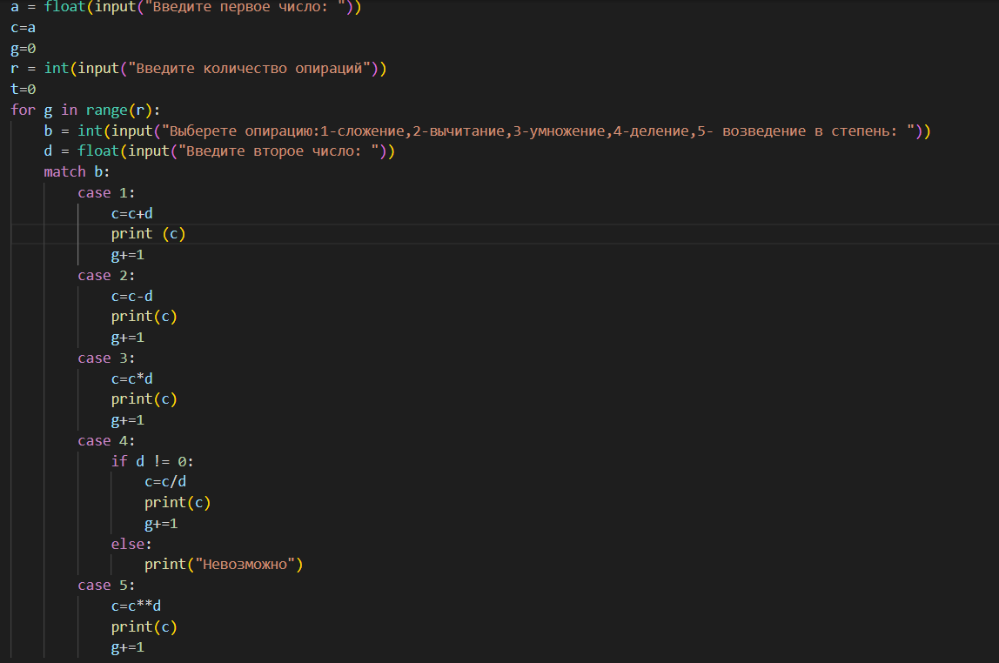 a = float(input("Введите первое число: "))
c=a
g=0
r = int(input("Введите количество опираций"))
t=0
for g in range(r):
    b = int(input("Выберете опирацию:1-сложение,2-вычитание,3-умножение,4-деление,5- возведение в степень: "))
    d = float(input("Введите второе число: "))
    match b:
        case 1:
            c=c+d
            print (c)
            g+=1
        case 2:
            c=c-d
            print(c)
            g+=1
        case 3:
            c=c*d
            print(c)
            g+=1
        case 4:
            if d != 0:
                c=c/d
                print(c)
                g+=1
            else:
                print("Невозможно")
        case 5:
            c=c**d
            print(c)
            g+=1